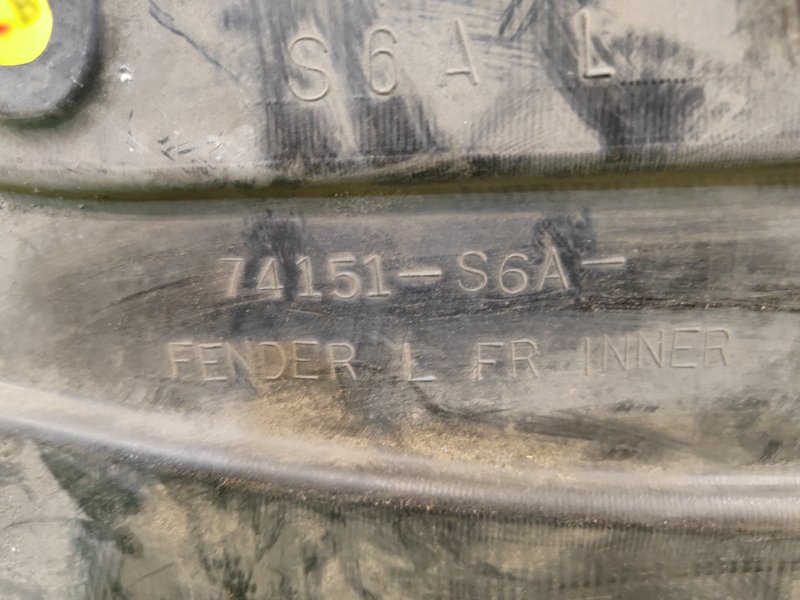 S6A L
74151-S6A-
FENDER L FR INNER